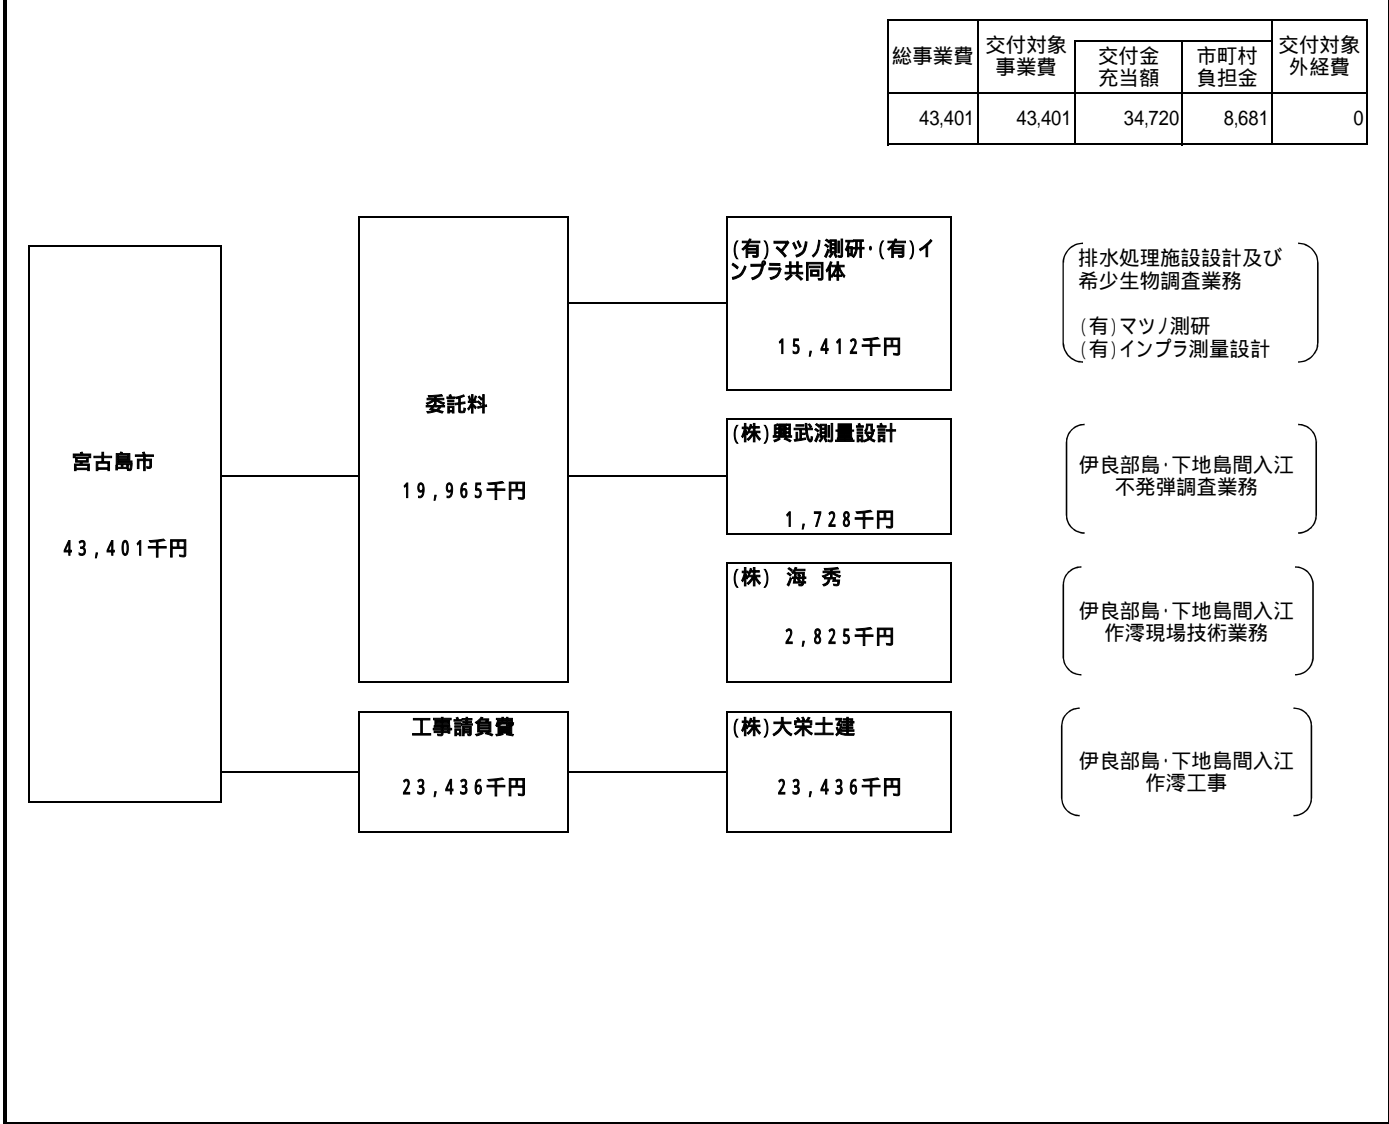 総事業費
交付対象
事業費
交付金
充当額
市町村
負担金
交付対象
外経費
43,401
43,401
34,720
8,681
0
宮古島市
43,401千円
委託料
19,965千円
工事請負費
23,436千円
(有)マツノ測研・(有)イ
ンプラ共同体
15,412千円
(株)興武測量設計
1,728千円
(株) 海 秀
2,825千円
(株)大栄土建
23,436千円
排水処理施設設計及び
希少生物調査業務
(有)マツノ測研
(有)インプラ測量設計
伊良部島・下地島間入江
不発弾調査業務
伊良部島・下地島間入江
作澪現場技術業務
伊良部島・下地島間入江
作澪工事